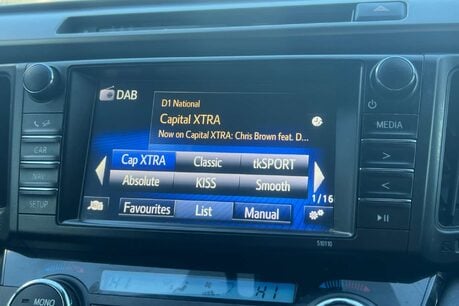 DAB
D1 National
Capital XTRA
Now on Capital XTRA: Chris Brown feat. D...
Cap XTRA Classic tkSPORT
Absolute KISS Smooth
1/16
Favourites List Manual
510110
CAR
NAV
SETUP
MEDIA
MONO